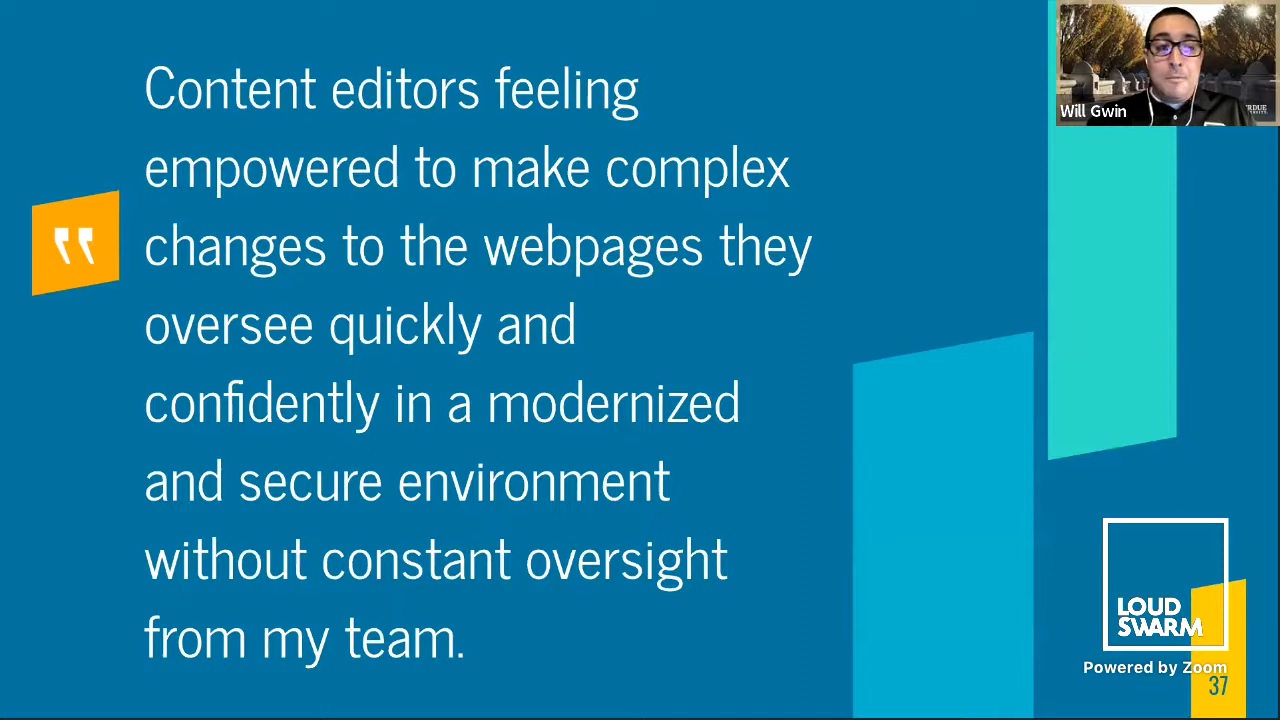 Content editors feeling
empowered to make complex
changes to the webpages they
oversee quickly and
confidently in a modernized
and secure environment
without constant oversight
from my team.
Will Gwin
LOUD
SWARM
Powered by Zoom
37